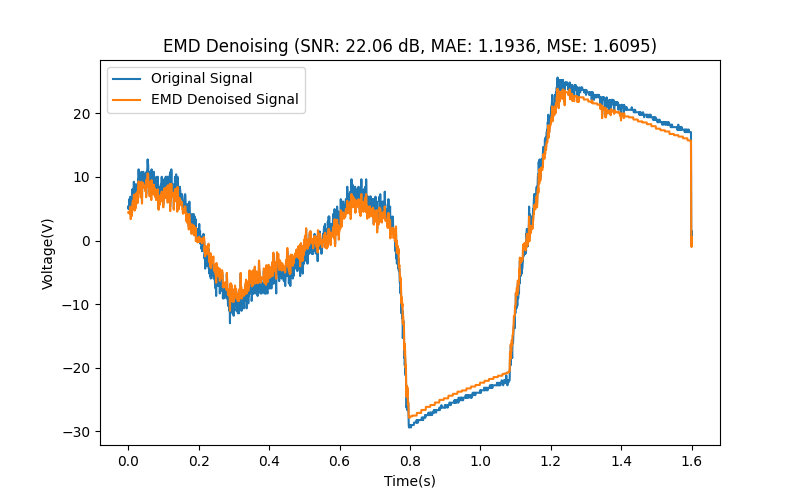 EMD Denoising (SNR: 22.06 dB, MAE: 1.1936, MSE: 1.6095)
Original Signal
EMD Denoised Signal
20
10
0
−10
−20
−30
Voltage(V)
0.0 0.2 0.4 0.6 0.8 1.0 1.2 1.4 1.6
Time(s)